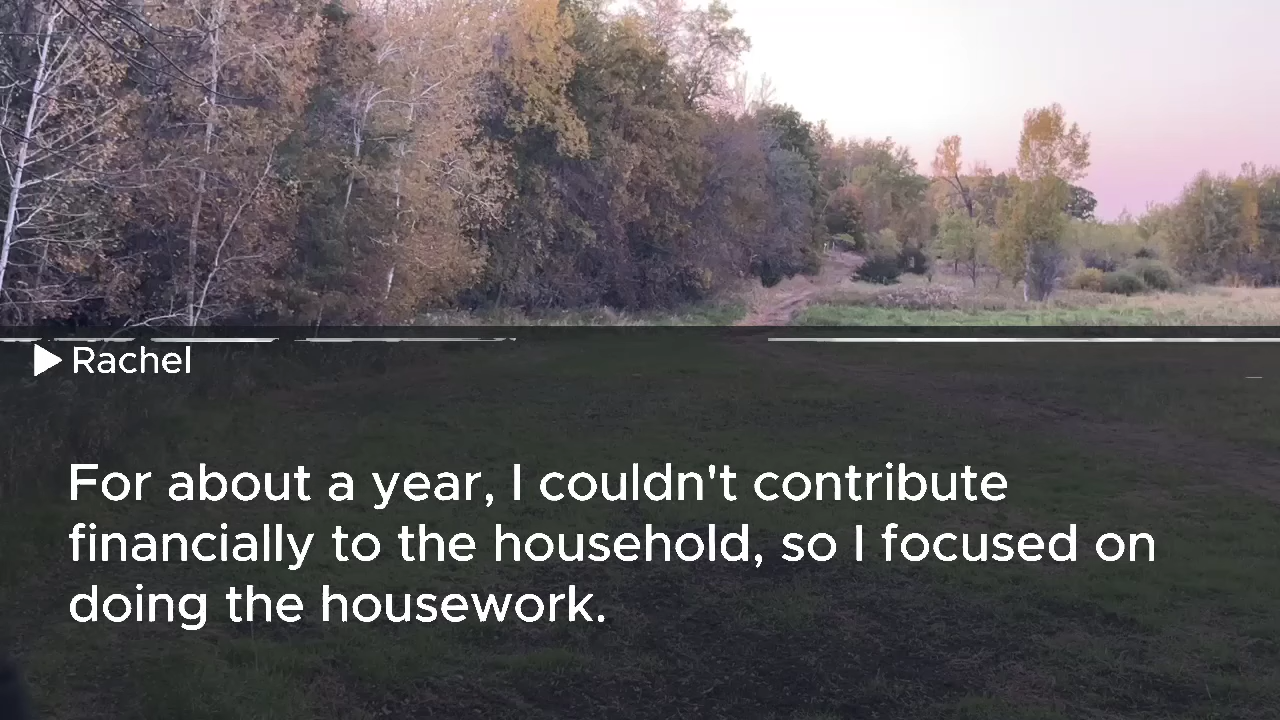 Rachel
For about a year, I couldn't contribute
financially to the household, so I focused on
doing the housework.